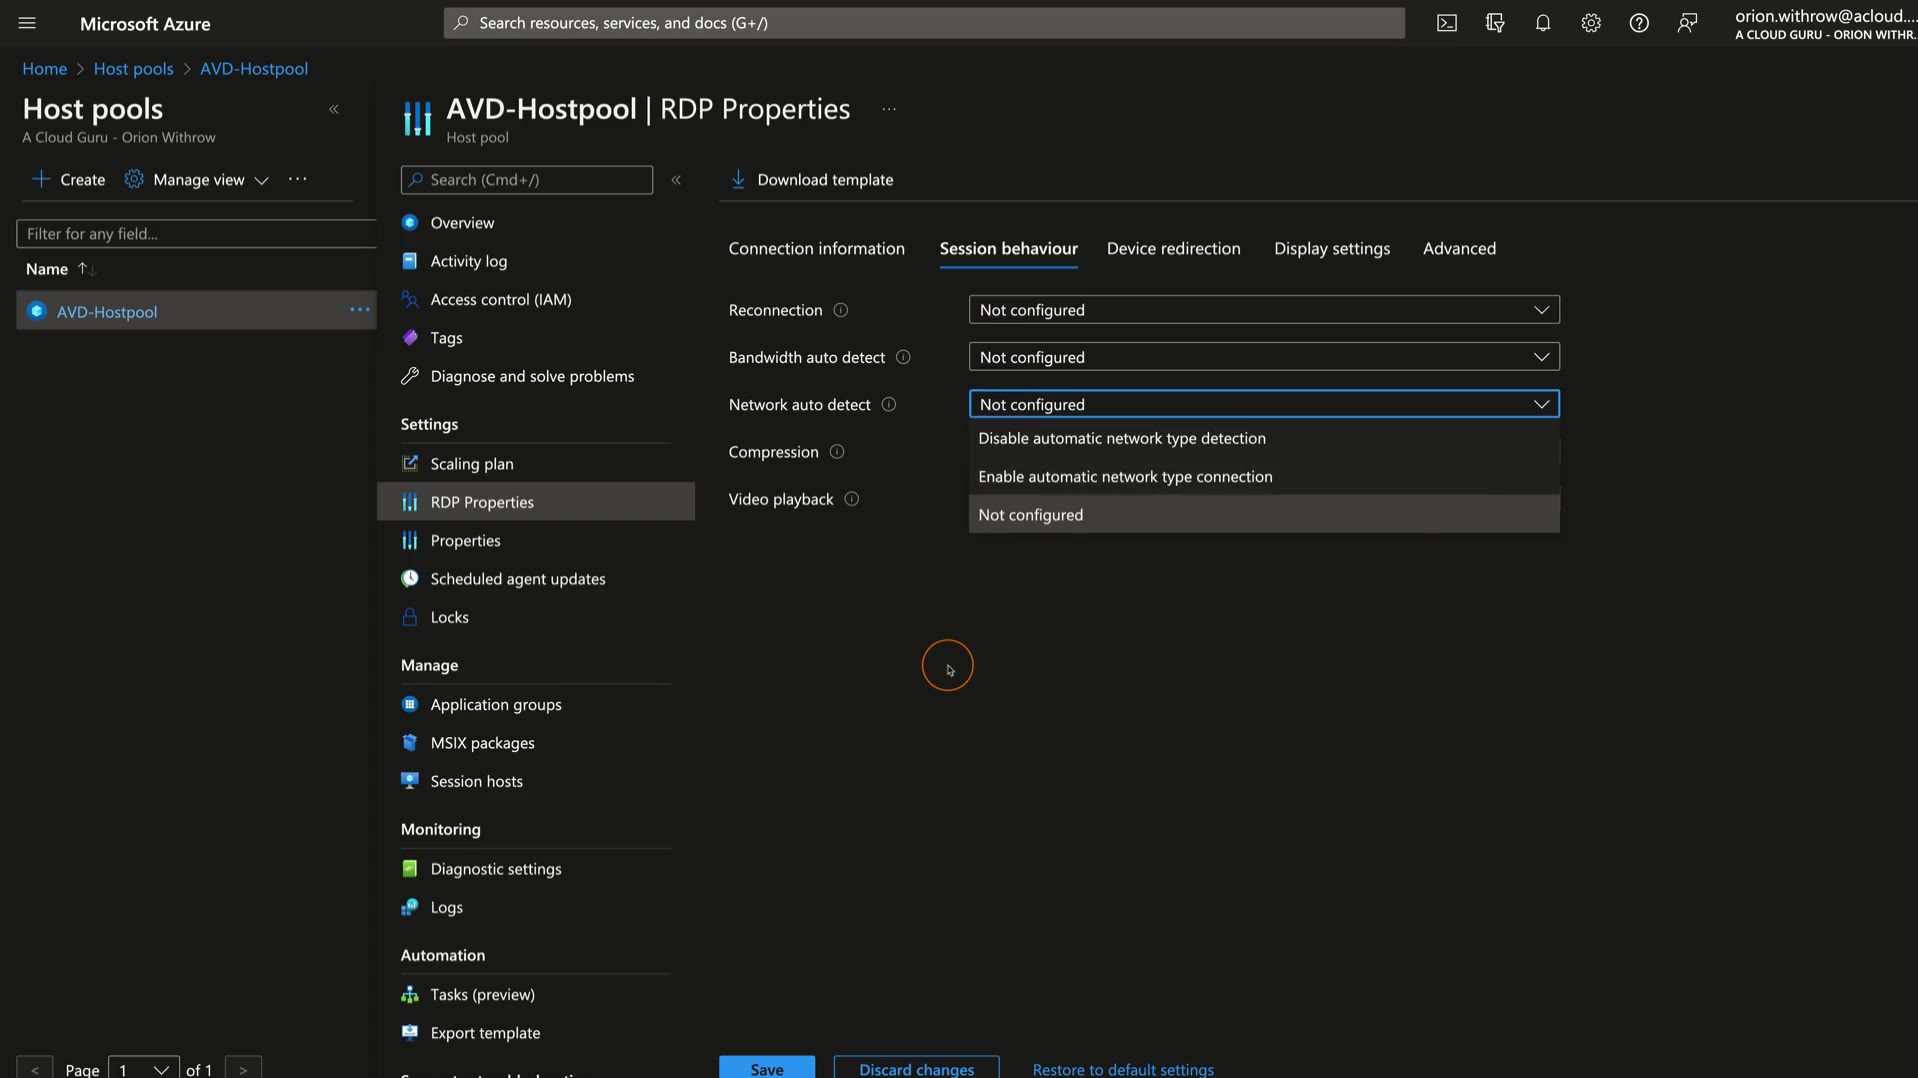 Microsoft Azure
Search resources, services, and docs (G+/)
orion.withrow@acloud....
A CLOUD GURU - ORION WITHR...
Home > Host pools > AVD-Hostpool
Host pools
A Cloud Guru - Orion Withrow
Create
Manage view
Filter for any field...
Name
AVD-Hostpool
Page 1 of 1
AVD-Hostpool | RDP Properties
Host pool
Search (Cmd+/)
Overview
Activity log
Access control (IAM)
Tags
Diagnose and solve problems
Settings
Scaling plan
RDP Properties
Properties
Scheduled agent updates
Locks
Manage
Application groups
MSIX packages
Session hosts
Monitoring
Diagnostic settings
Logs
Automation
Tasks (preview)
Export template
Download template
Connection information
Session behaviour
Device redirection
Display settings
Advanced
Reconnection
Not configured
Bandwidth auto detect
Not configured
Network auto detect
Not configured
Disable automatic network type detection
Enable automatic network type connection
Not configured
Compression
Video playback
Save
Discard changes
Restore to default settings